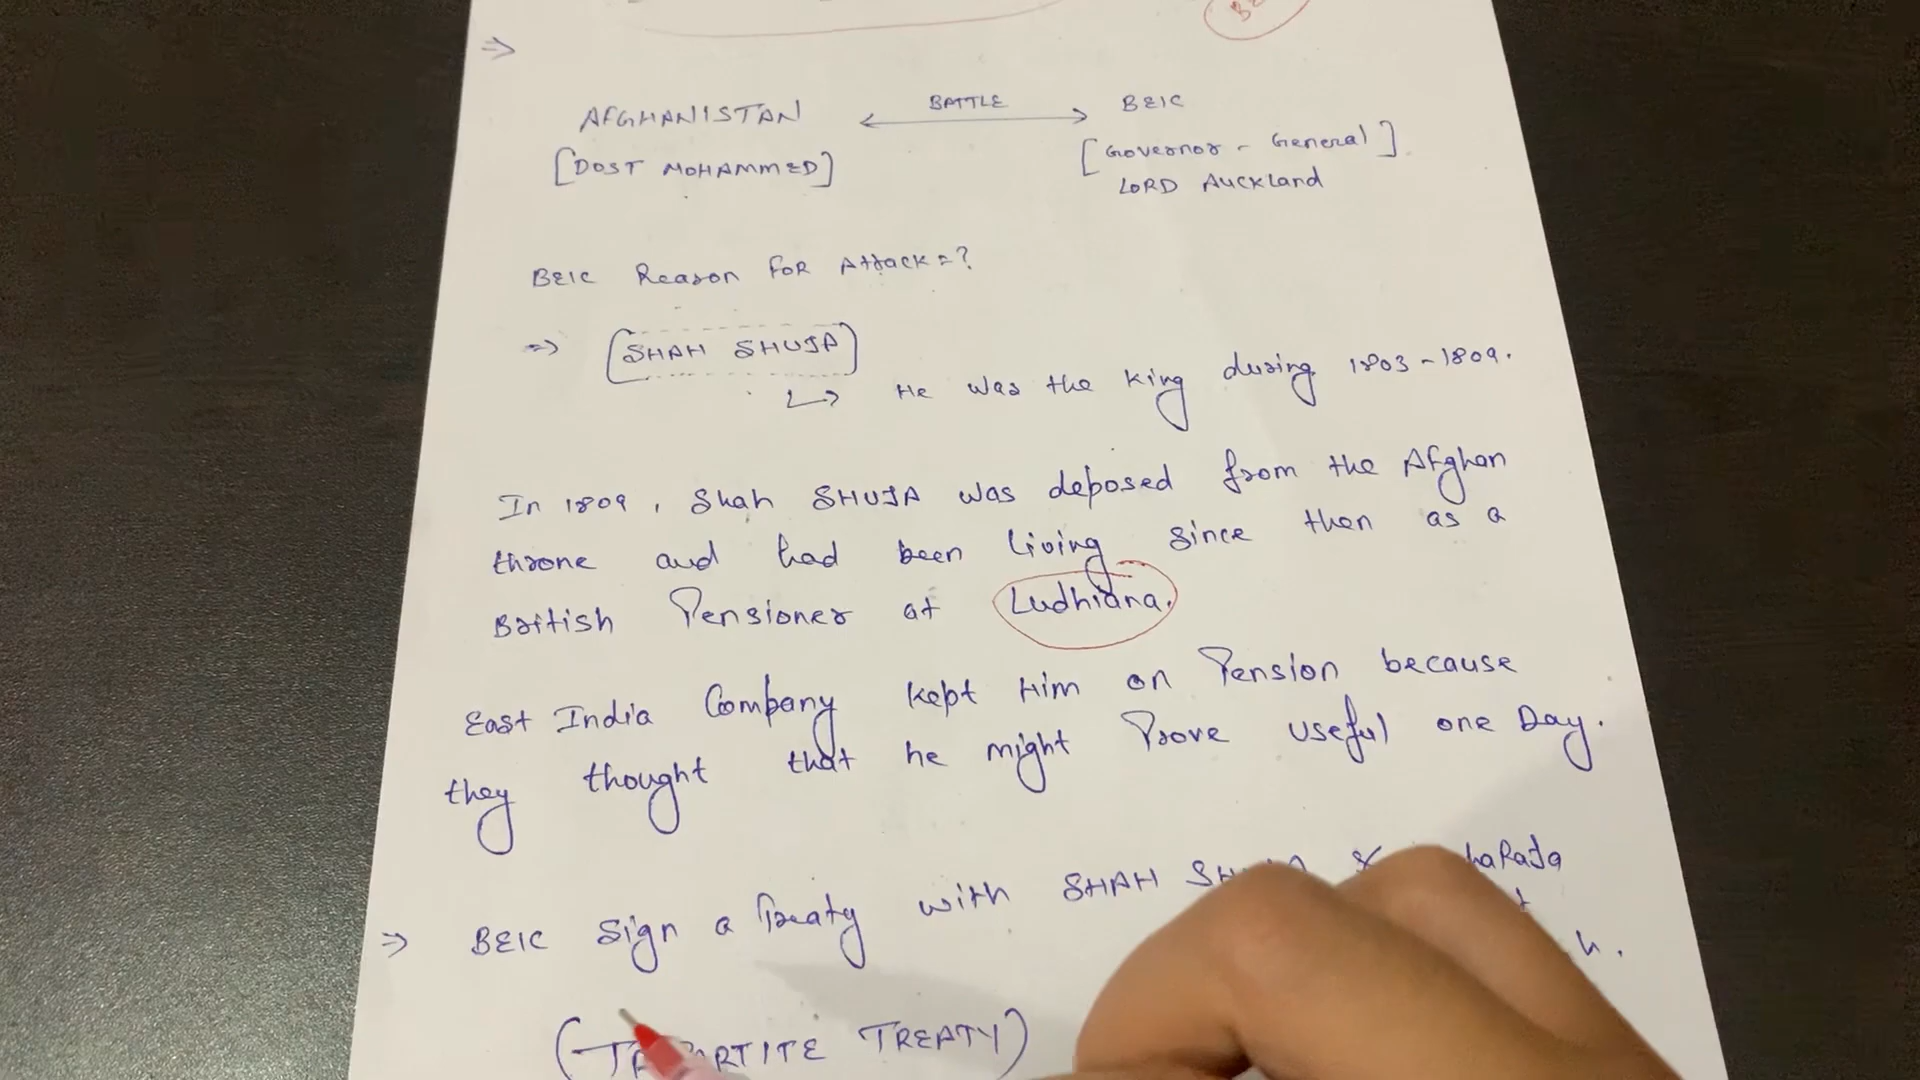 ⇒
AFGHANISTAN ← BATTLE → BEIC
[DOST MOHAMMED] [Governor - General]
LORD Auckland
BEIC Reason FOR Attack = ?
⇒ [SHAH SHUJA]
↳ He was the King during 1803 - 1809.
In 1809, Shah SHUJA was deposed from the Afghan
throne and had been living since then as a
British Pensioner at Ludhiana.
East India Company kept Him on Pension because
they thought that he might Prove useful one Day.
⇒ BEIC Sign a Treaty with SHAH &
TREATY)